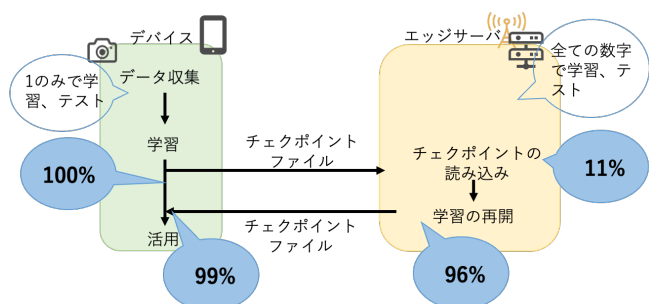 デバイス
エッジサーバ
1のみで学
習、テスト
データ収集
全ての数字
で学習、テ
スト
学習
チェクポイント
ファイル
チェクポイントの
読み込み
100%
11%
学習の再開
活用
チェクポイント
ファイル
99%
96%